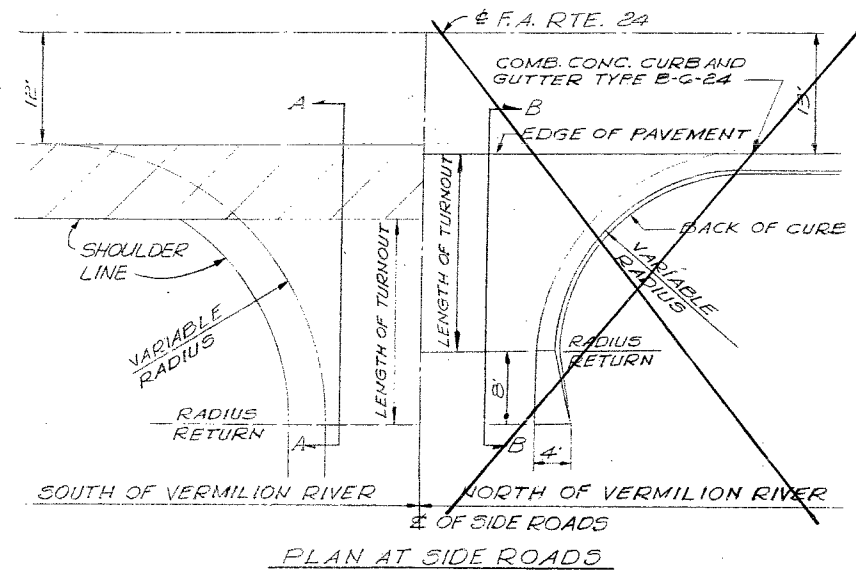 ℄ F.A. RTE. 24
COMB. CONC. CURB AND
GUTTER TYPE B-6-24
12'
13'
A
B
EDGE OF PAVEMENT
SHOULDER
LINE
LENGTH OF TURNOUT
LENGTH OF TURNOUT
BACK OF CURB
VARIABLE
RADIUS
VARIABLE
RADIUS
RADIUS
RETURN
8'
RADIUS
RETURN
A
B
4'
SOUTH OF VERMILION RIVER
NORTH OF VERMILION RIVER
℄ OF SIDE ROADS
PLAN AT SIDE ROADS